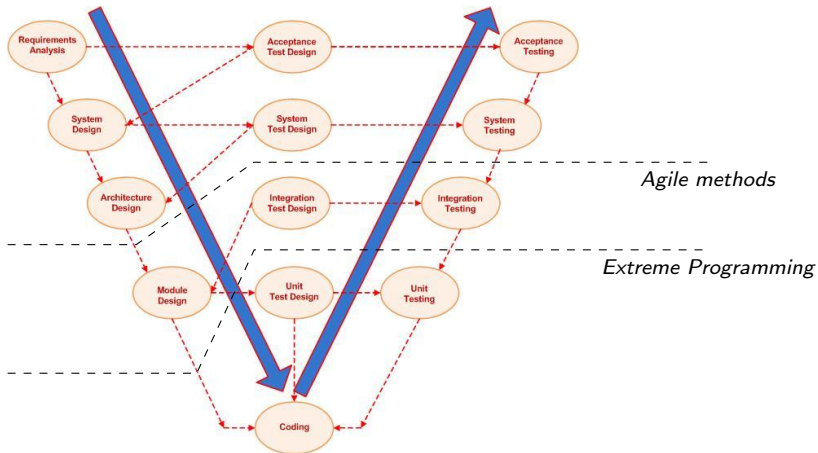 Requirements
Analysis
Acceptance
Test Design
Acceptance
Testing
System
Design
System
Test Design
System
Testing
Agile methods
Architecture
Design
Integration
Test Design
Integration
Testing
Extreme Programming
Module
Design
Unit
Test Design
Unit
Testing
Coding